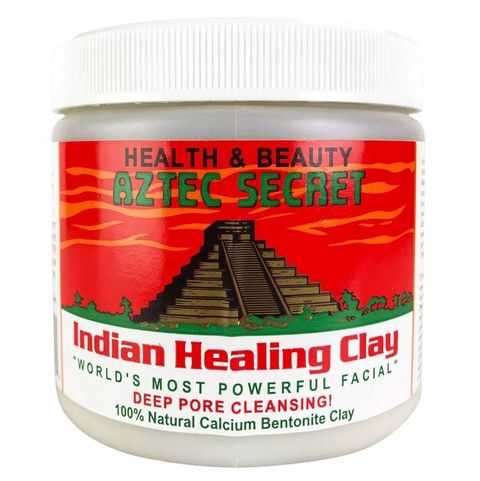 HEALTH & BEAUTY
AZTEC SECRET
Indian Healing Clay
"WORLD'S MOST POWERFUL FACIAL"
DEEP PORE CLEANSING!
100% Natural Calcium Bentonite Clay